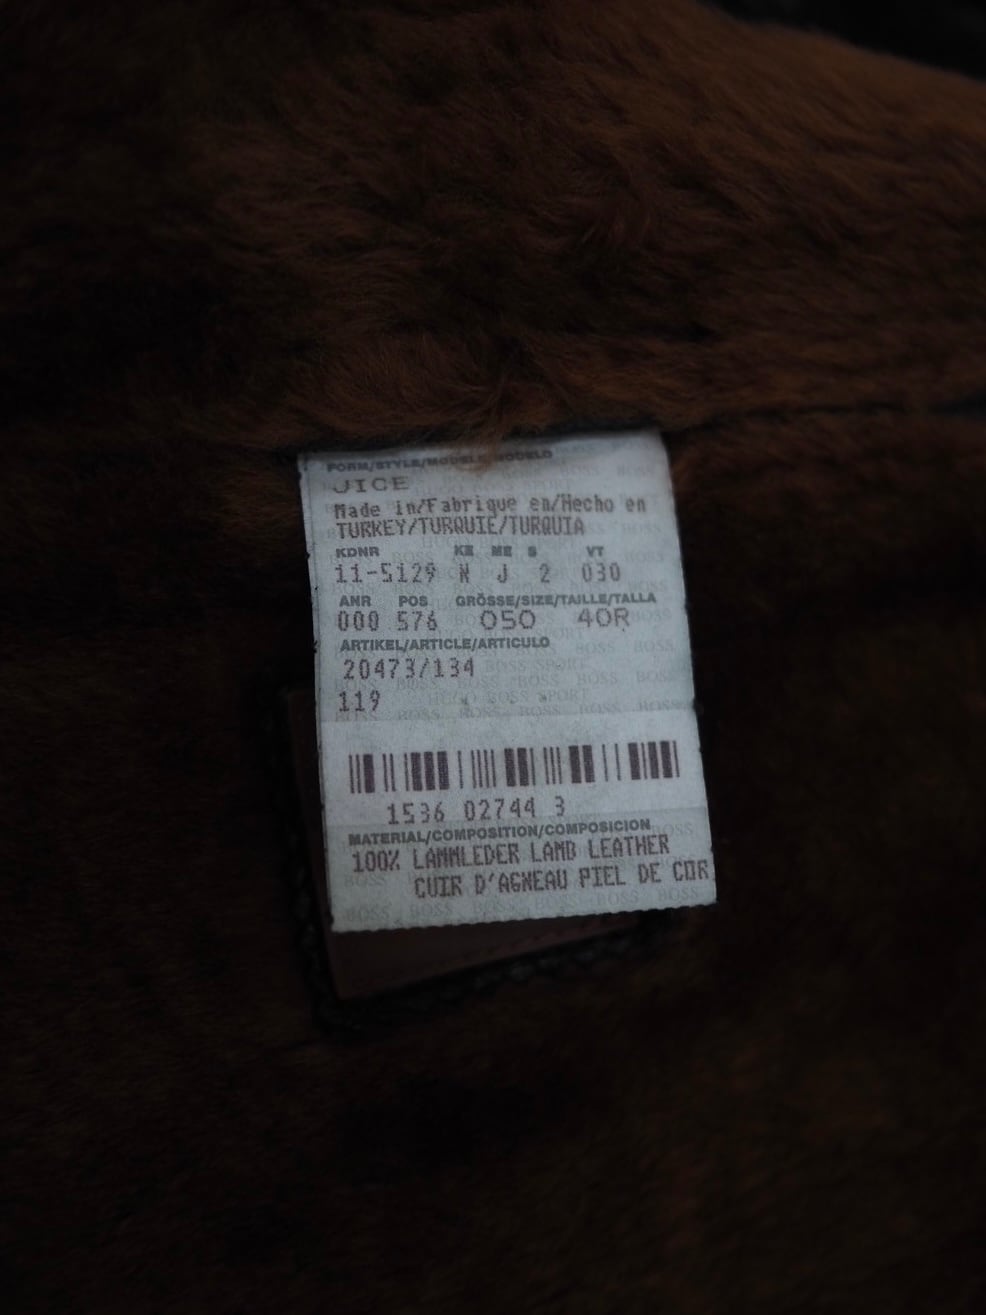 FORM/STYLE/MODELE/MODELO
JICE
Made in/Fabrique en/Hecho en
TURKEY/TURQUIE/TURQUIA
KDNR KE ME S VT
11-5129 N J 2 030
ANR POS GRÖSSE/SIZE/TAILLE/TALLA
000 576 050 40R
ARTIKEL/ARTICLE/ARTICULO
20473/134
119
1536 02744 3
MATERIAL/COMPOSITION/COMPOSICION
100% LAMMLEDER LAMB LEATHER
CUIR D'AGNEAU PIEL DE COR